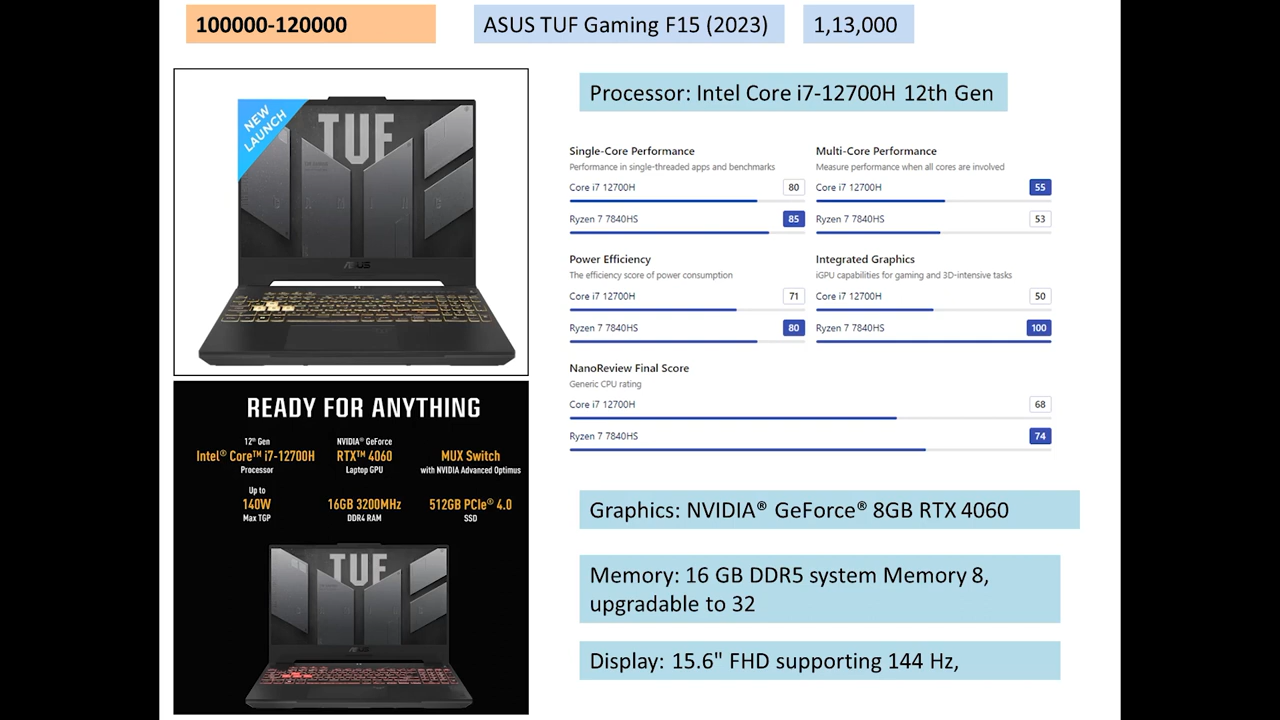 100000-120000
ASUS TUF Gaming F15 (2023)
1,13,000
NEW
LAUNCH
TUF
ASUS
Processor: Intel Core i7-12700H 12th Gen
Single-Core Performance
Performance in single-threaded apps and benchmarks
Core i7 12700H
80
Ryzen 7 7840HS
85
Multi-Core Performance
Measure performance when all cores are involved
Core i7 12700H
55
Ryzen 7 7840HS
53
Power Efficiency
The efficiency score of power consumption
Core i7 12700H
71
Ryzen 7 7840HS
80
Integrated Graphics
iGPU capabilities for gaming and 3D-intensive tasks
Core i7 12700H
50
Ryzen 7 7840HS
100
NanoReview Final Score
Generic CPU rating
Core i7 12700H
68
Ryzen 7 7840HS
74
READY FOR ANYTHING
12th Gen
Intel® Core™ i7-12700H
Processor
NVIDIA® GeForce
RTX™ 4060
Laptop GPU
MUX Switch
with NVIDIA Advanced Optimus
Up to
140W
Max TGP
16GB 3200MHz
DDR4 RAM
512GB PCIe® 4.0
SSD
TUF
ASUS
Graphics: NVIDIA® GeForce® 8GB RTX 4060
Memory: 16 GB DDR5 system Memory 8,
upgradable to 32
Display: 15.6" FHD supporting 144 Hz,